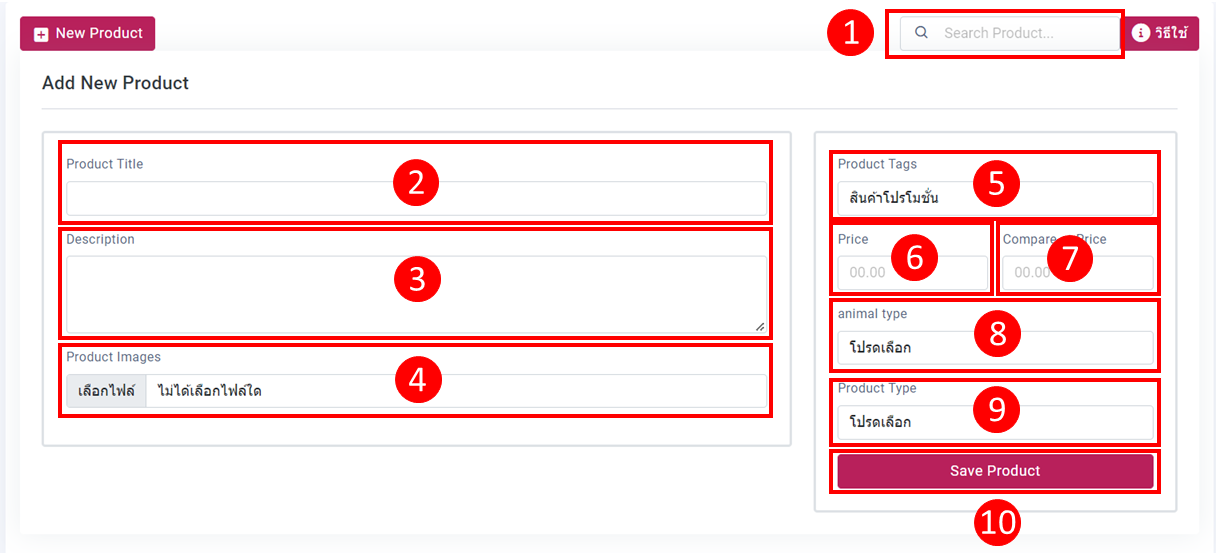 New Product
1
Search Product...
วิธีใช้
Add New Product
Product Title
2
Description
3
Product Images
4
เลือกไฟล์ ไม่ได้เลือกไฟล์ใด
Product Tags
5
สินค้าโปรโมชั่น
Price
6
00.00
Compare Price
7
00.00
animal type
8
โปรดเลือก
Product Type
9
โปรดเลือก
Save Product
10